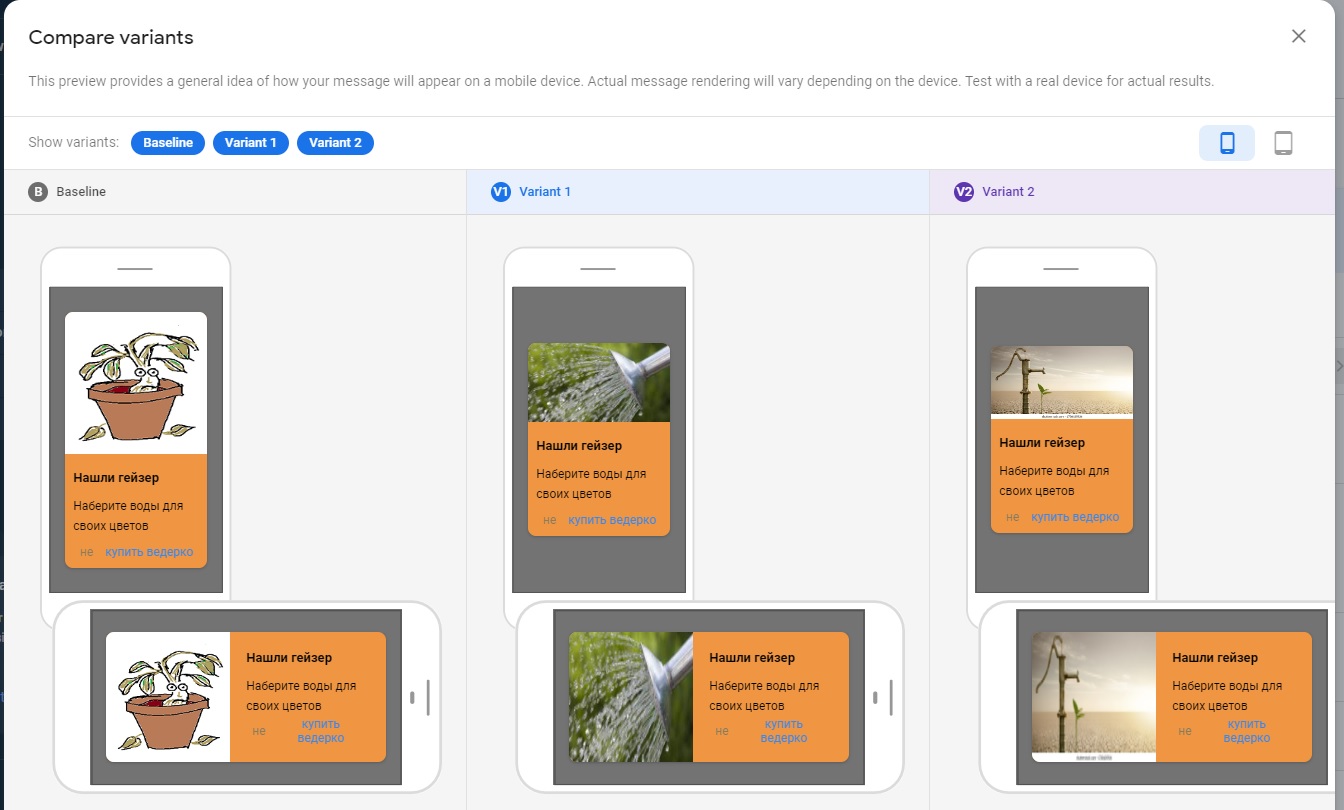 Compare variants
This preview provides a general idea of how your message will appear on a mobile device. Actual message rendering will vary depending on the device. Test with a real device for actual results.
Show variants: Baseline Variant 1 Variant 2
B Baseline
V1 Variant 1
V2 Variant 2
Нашли гейзер
Наберите воды для
своих цветов
не купить ведерко
Нашли гейзер
Наберите воды для
своих цветов
не купить ведерко
Нашли гейзер
Наберите воды для
своих цветов
не купить ведерко
Нашли гейзер
Наберите воды для
своих цветов
не купить
ведерко
Нашли гейзер
Наберите воды для
своих цветов
не купить
ведерко
Нашли гейзер
Наберите воды для
своих цветов
не купить
ведерко